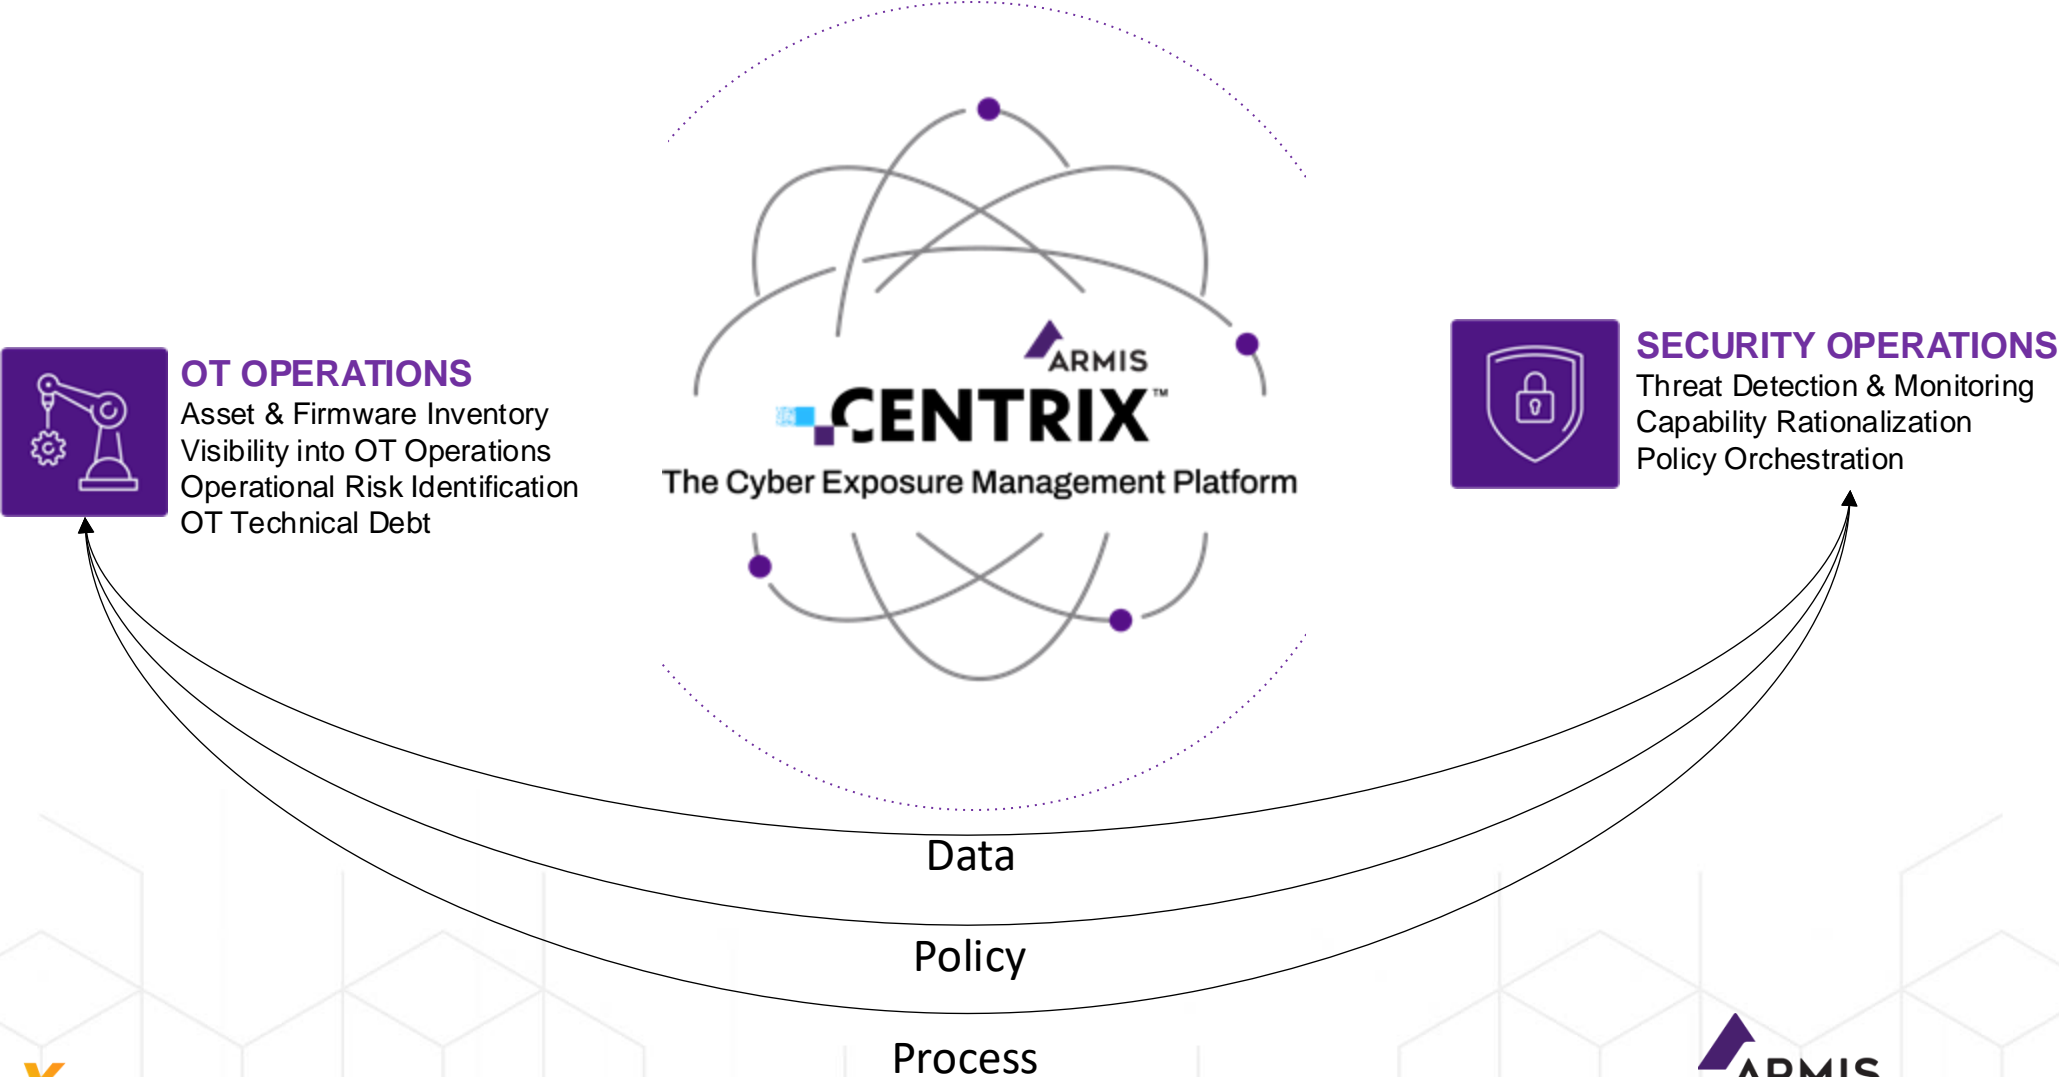 OT OPERATIONS
Asset & Firmware Inventory
Visibility into OT Operations
Operational Risk Identification
OT Technical Debt
ARMIS
CENTRIX™
The Cyber Exposure Management Platform
SECURITY OPERATIONS
Threat Detection & Monitoring
Capability Rationalization
Policy Orchestration
Data
Policy
Process
ARMIS